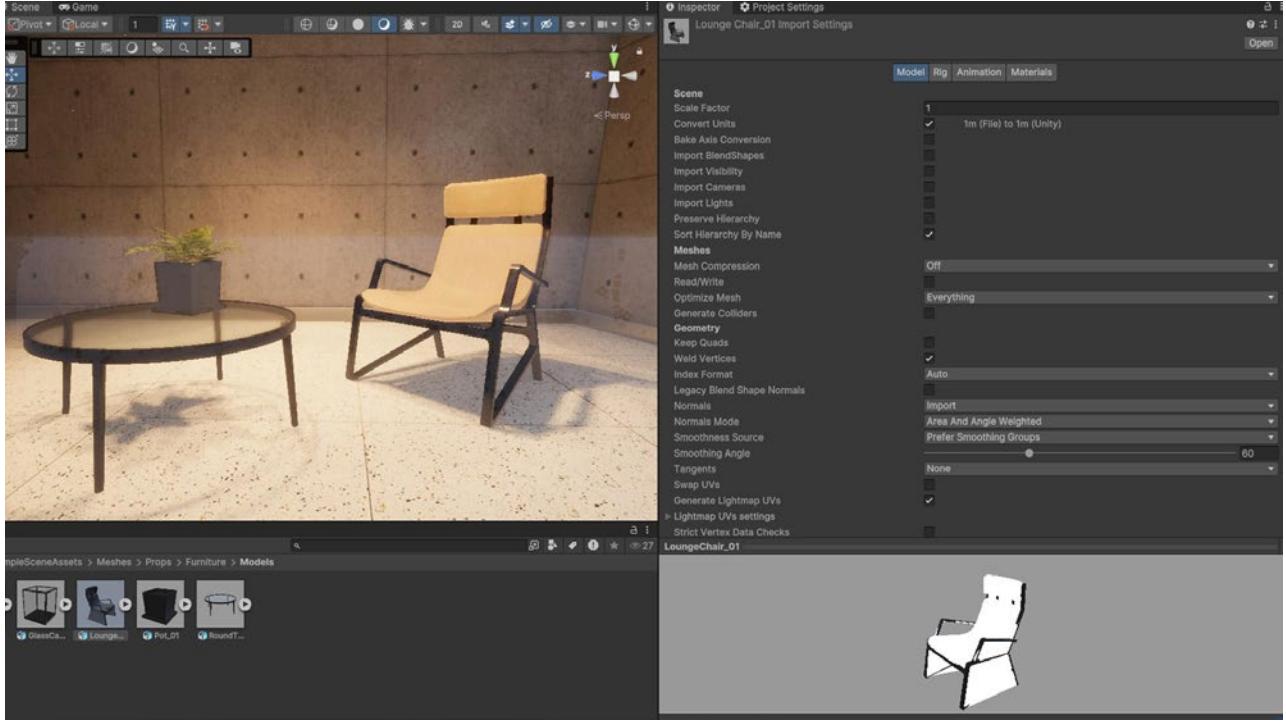 Scene Game
Pivot Local 1 2D
y
z
Persp
27
mpleSceneAssets > Meshes > Props > Furniture > Models
GlassCa... Lounge... Pot_01 RoundT...
Inspector Project Settings
Lounge Chair_01 Import Settings
Open
Model Rig Animation Materials
Scene
Scale Factor 1
Convert Units 1m (File) to 1m (Unity)
Bake Axis Conversion
Import BlendShapes
Import Visibility
Import Cameras
Import Lights
Preserve Hierarchy
Sort Hierarchy By Name
Meshes
Mesh Compression Off
Read/Write
Optimize Mesh Everything
Generate Colliders
Geometry
Keep Quads
Weld Vertices
Index Format Auto
Legacy Blend Shape Normals
Normals Import
Normals Mode Area And Angle Weighted
Smoothness Source Prefer Smoothing Groups
Smoothing Angle 60
Tangents None
Swap UVs
Generate Lightmap UVs
Lightmap UVs settings
Strict Vertex Data Checks
LoungeChair_01